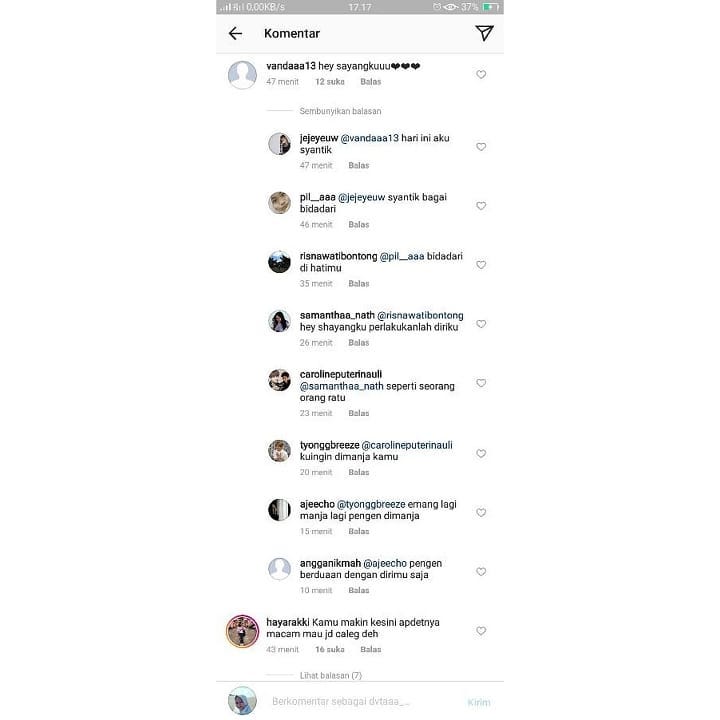 0,00KB/s 17.17 37%
Komentar
vandaaa13 hey sayangkuuu❤❤❤
47 menit 12 suka Balas
Sembunyikan balasan
jejeyeuw @vandaaa13 hari ini aku
syantik
47 menit Balas
pil__aaa @jejeyeuw syantik bagai
bidadari
46 menit Balas
risnawatibontong @pil__aaa bidadari
di hatimu
35 menit Balas
samanthaa_nath @risnawatibontong
hey shayangku perlakukanlah diriku
26 menit Balas
carolineputerinauli
@samanthaa_nath seperti seorang
orang ratu
23 menit Balas
tyonggbreeze @carolineputerinauli
kuingin dimanja kamu
20 menit Balas
ajeecho @tyonggbreeze emang lagi
manja lagi pengen dimanja
15 menit Balas
angganikmah @ajeecho pengen
berduaan dengan dirimu saja
10 menit Balas
hayarakki Kamu makin kesini apdetnya
macam mau jd caleg deh
43 menit 16 suka Balas
Lihat balasan (7)
Berkomentar sebagai dvtaaa_... Kirim